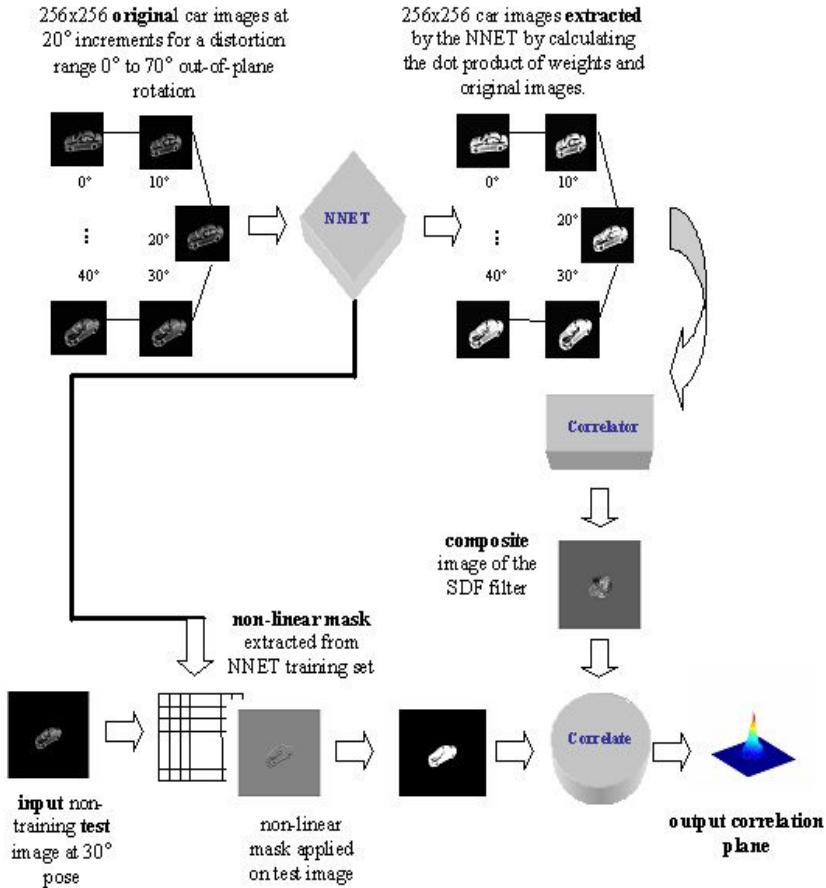 256x256 original car images at
20° increments for a distortion
range 0° to 70° out-of-plane
rotation
256x256 car images extracted
by the NNET by calculating
the dot product of weights and
original images.
0°
10°
20°
⋮
40°
30°
NNET
0°
10°
20°
⋮
40°
30°
Correlator
composite
image of the
SDF filter
non-linear mask
extracted from
NNET training set
Correlate
input non-
training test
image at 30°
pose
non-linear
mask applied
on test image
output correlation
plane